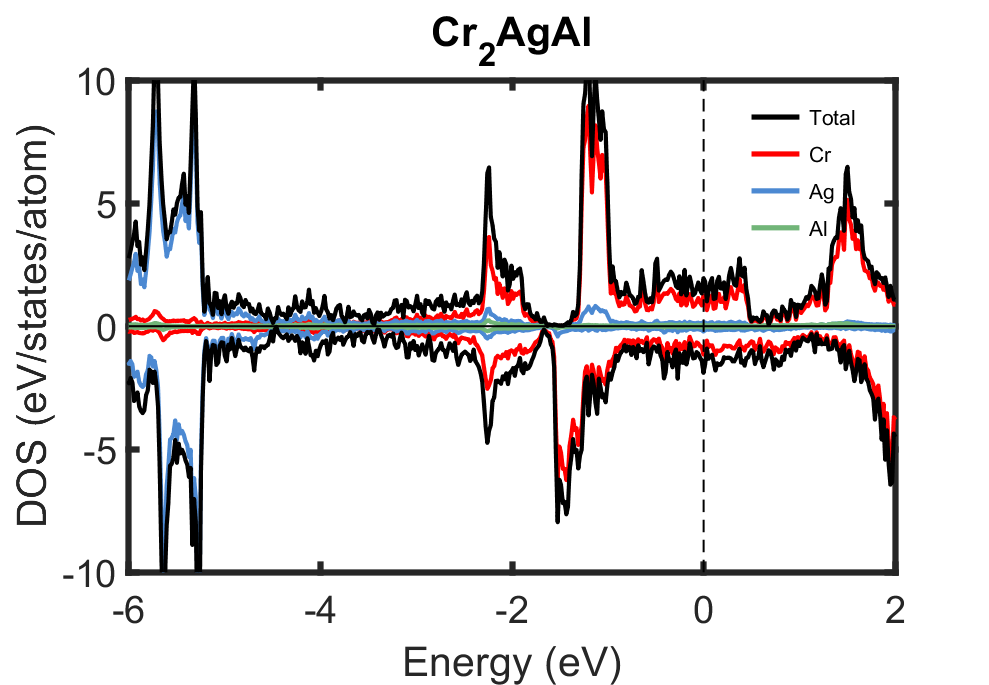 Cr₂AgAl
10
5
0
-5
-10
DOS (eV/states/atom)
Total
Cr
Ag
Al
-6
-4
-2
0
2
Energy (eV)